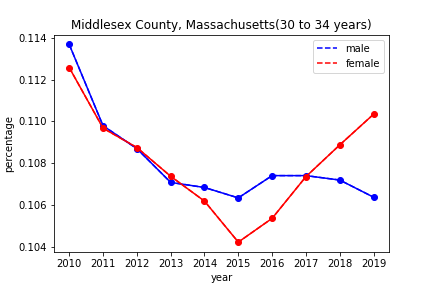 Middlesex County, Massachusetts(30 to 34 years)
male
female
percentage
0.114
0.112
0.110
0.108
0.106
0.104
2010 2011 2012 2013 2014 2015 2016 2017 2018 2019
year